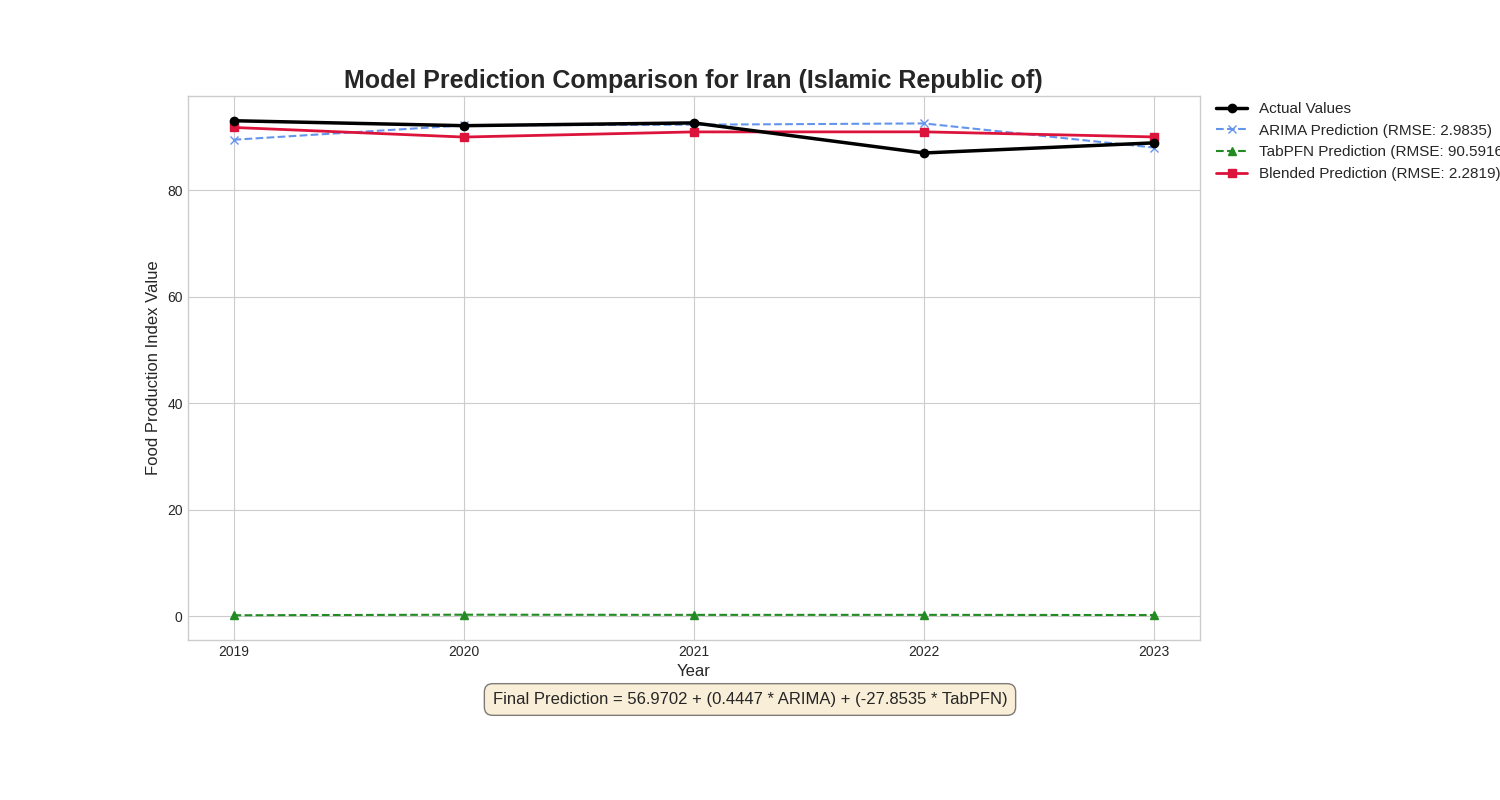 Model Prediction Comparison for Iran (Islamic Republic of)
Actual Values
ARIMA Prediction (RMSE: 2.9835)
TabPFN Prediction (RMSE: 90.5916
Blended Prediction (RMSE: 2.2819)
Food Production Index Value
80
60
40
20
0
2019 2020 2021 2022 2023
Year
Final Prediction = 56.9702 + (0.4447 * ARIMA) + (-27.8535 * TabPFN)